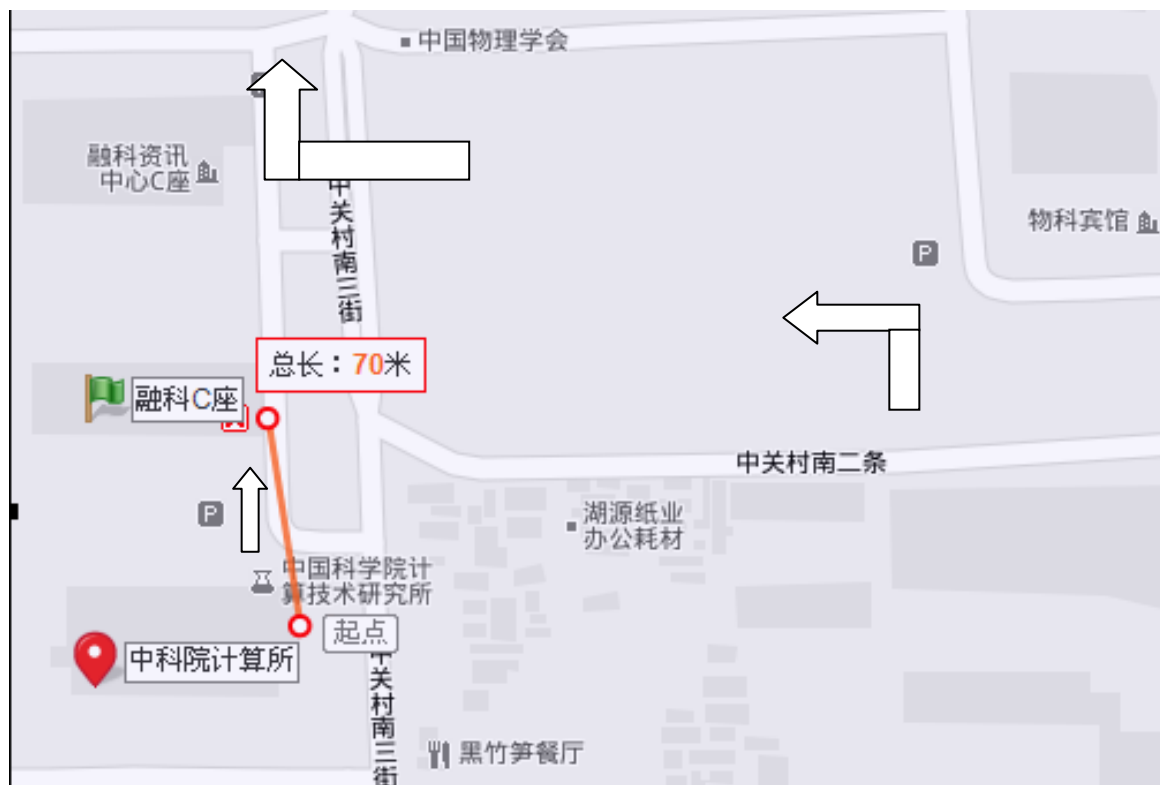 中国物理学会
融科资讯
中心C座
中关村南三街
物科宾馆
P
总长：70米
融科C座
中关村南二条
P
湖源纸业
办公耗材
中国科学院计
算技术研究所
起点
中科院计算所
中关村南三街
黑竹笋餐厅